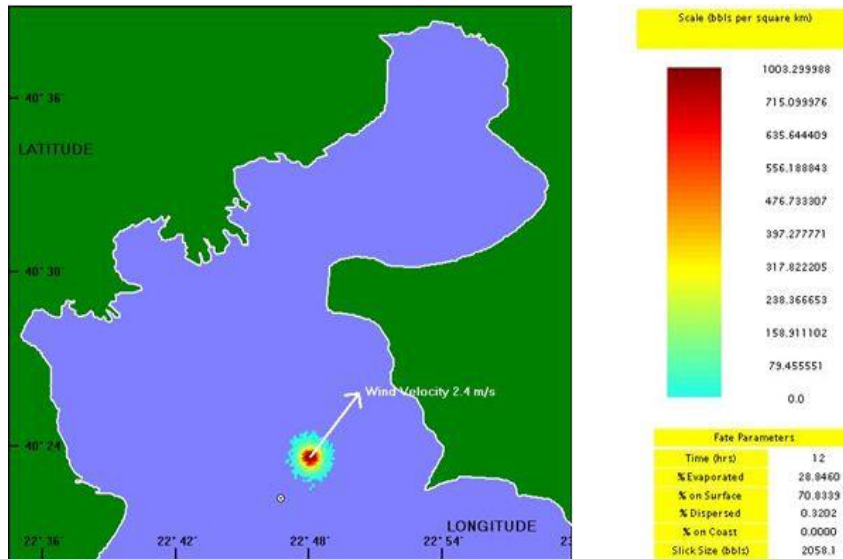 Scale (bbls per square km)
1003.299988
715.099976
635.644409
556.188843
476.733307
397.277771
317.822205
238.366653
158.911102
79.455551
0.0
40° 36'
LATITUDE
40° 30'
Wind Velocity 2.4 m/s
40° 24'
LONGITUDE
22° 36' 22° 42' 22° 48' 22° 54' 23
Fate Parameters
Time (hrs) 12
% Evaporated 28.8460
% on Surface 70.8339
% Dispersed 0.3202
% on Coast 0.0000
Slick Size (bbls) 2058.1